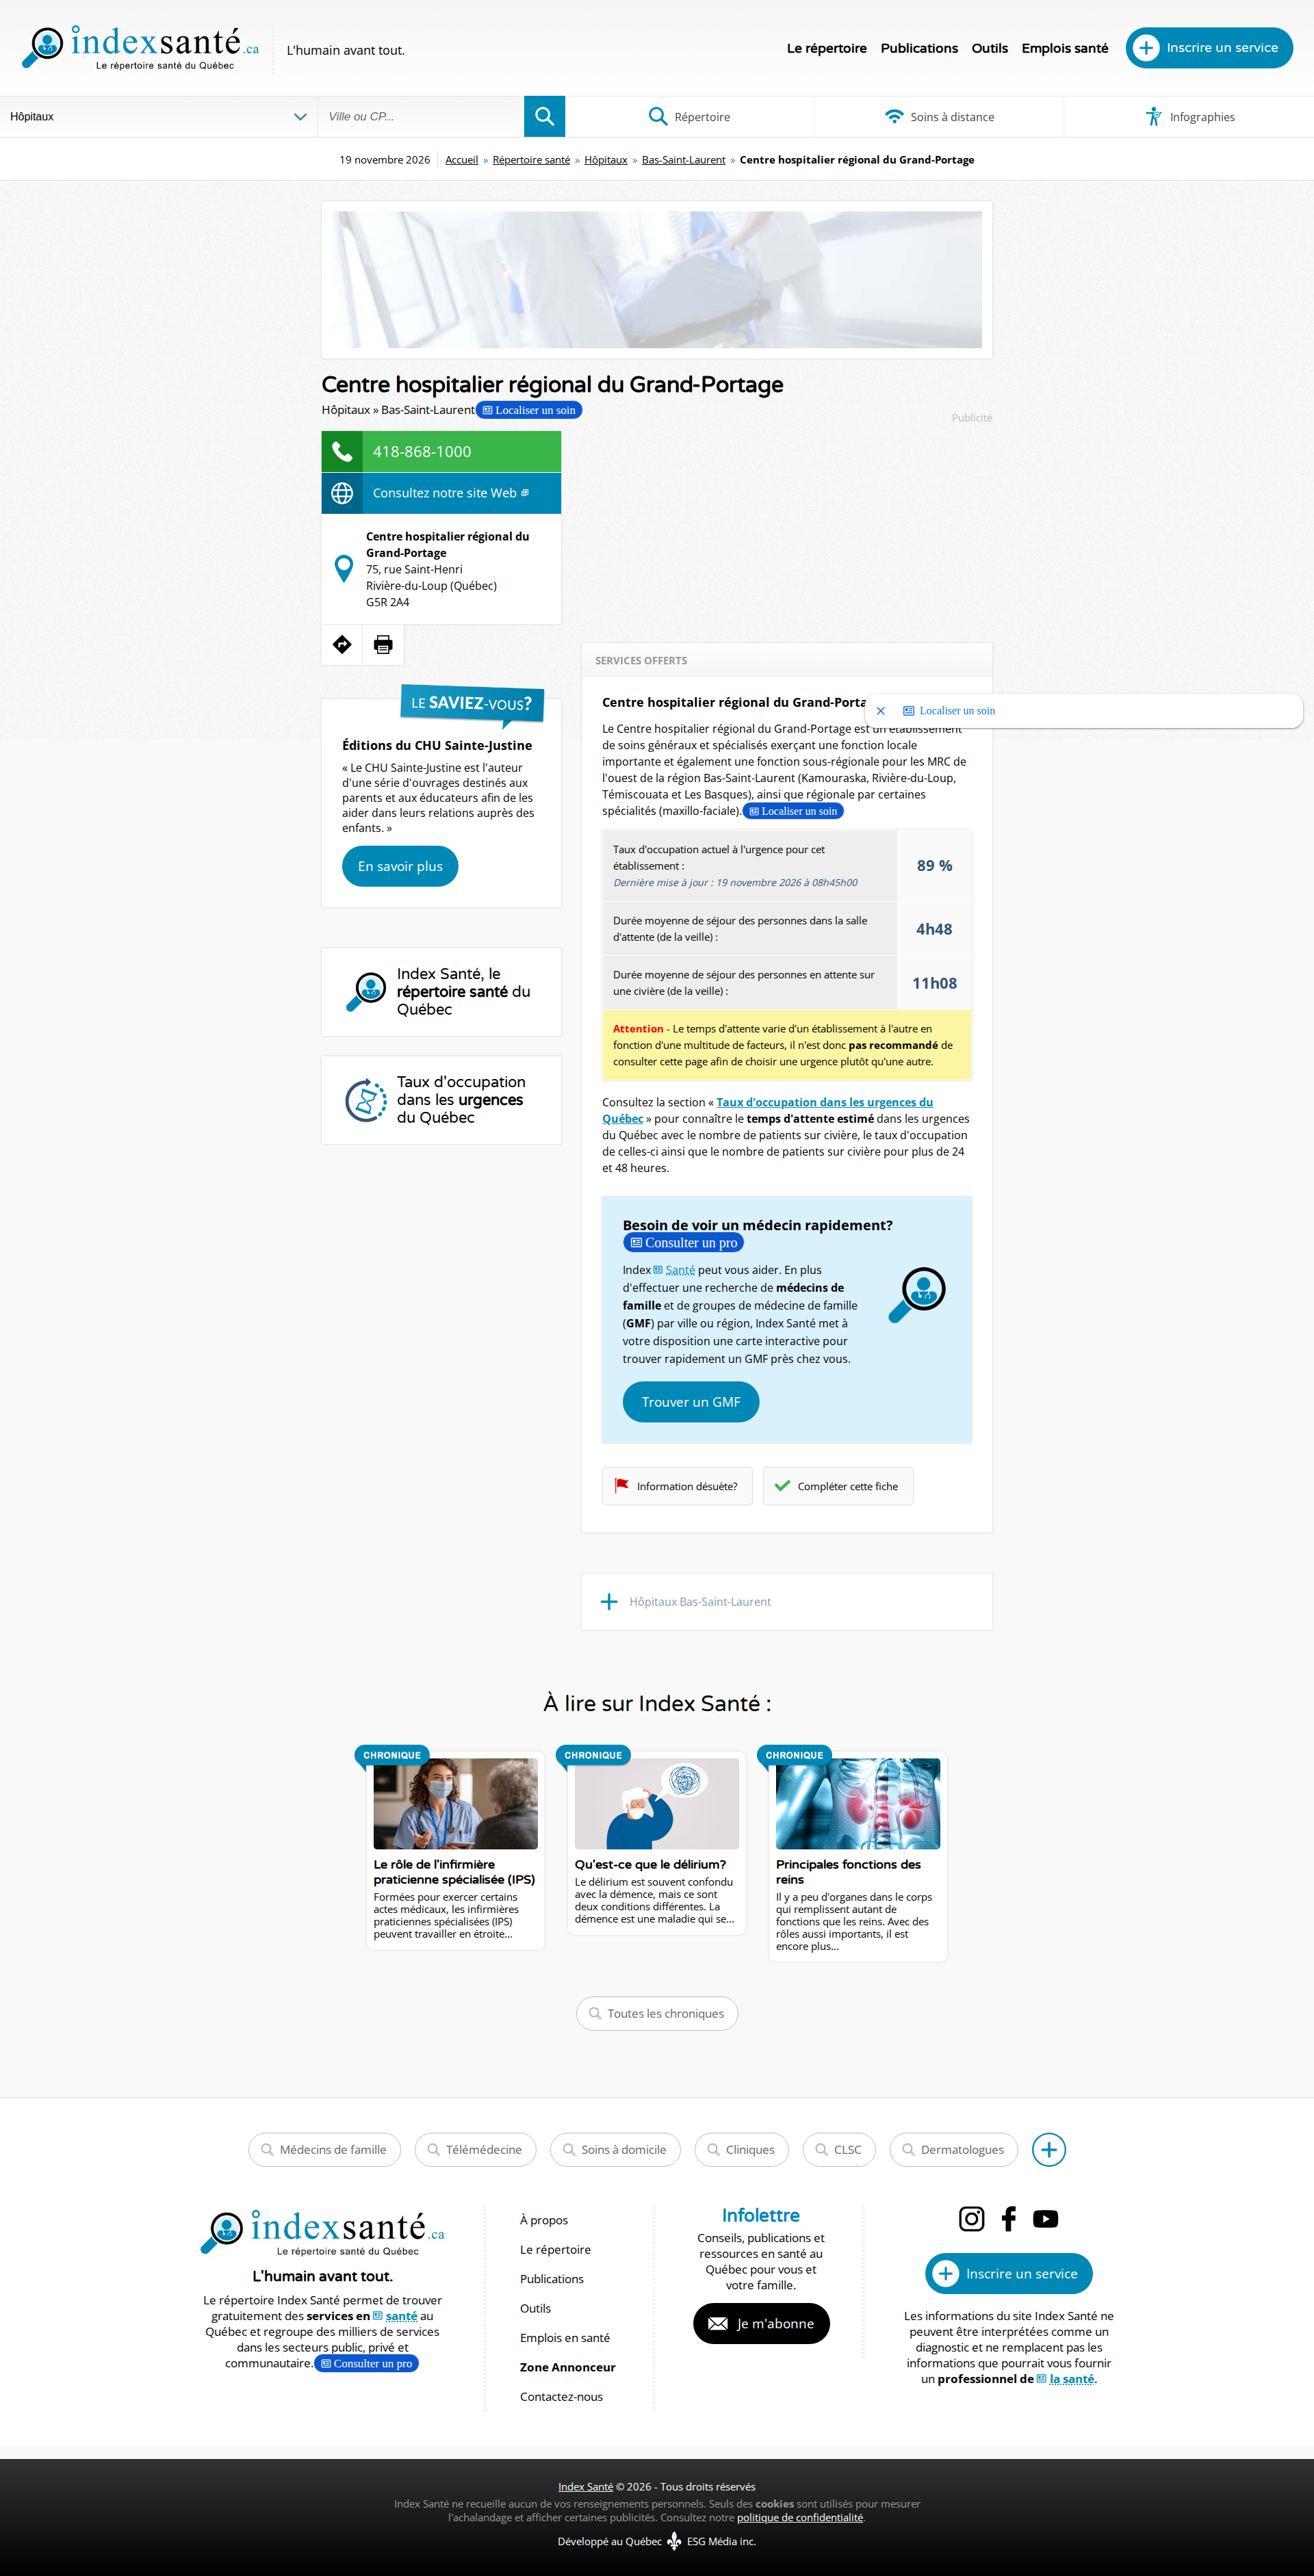 indexsanté.ca
Le répertoire santé du Québec
L'humain avant tout.
Le répertoire
Publications
Outils
Emplois santé
Inscrire un service
Hôpitaux
Ville ou CP...
Répertoire
Soins à distance
Infographies
19 novembre 2026
Accueil » Répertoire santé » Hôpitaux » Bas-Saint-Laurent » Centre hospitalier régional du Grand-Portage
Centre hospitalier régional du Grand-Portage
Hôpitaux » Bas-Saint-Laurent Localiser un soin
Publicité
418-868-1000
Consultez notre site Web
Centre hospitalier régional du
Grand-Portage
75, rue Saint-Henri
Rivière-du-Loup (Québec)
G5R 2A4
LE SAVIEZ-VOUS?
Éditions du CHU Sainte-Justine
« Le CHU Sainte-Justine est l'auteur
d'une série d'ouvrages destinés aux
parents et aux éducateurs afin de les
aider dans leurs relations auprès des
enfants. »
En savoir plus
Index Santé, le
répertoire santé du
Québec
Taux d'occupation
dans les urgences
du Québec
SERVICES OFFERTS
Centre hospitalier régional du Grand-Porta
Localiser un soin
Le Centre hospitalier régional du Grand-Portage est un établissement
de soins généraux et spécialisés exerçant une fonction locale
importante et également une fonction sous-régionale pour les MRC de
l'ouest de la région Bas-Saint-Laurent (Kamouraska, Rivière-du-Loup,
Témiscouata et Les Basques), ainsi que régionale par certaines
spécialités (maxillo-faciale). Localiser un soin
Taux d'occupation actuel à l'urgence pour cet
établissement :
Dernière mise à jour : 19 novembre 2026 à 08h45h00
89 %
Durée moyenne de séjour des personnes dans la salle
d'attente (de la veille) :
4h48
Durée moyenne de séjour des personnes en attente sur
une civière (de la veille) :
11h08
Attention - Le temps d'attente varie d'un établissement à l'autre en
fonction d'une multitude de facteurs, il n'est donc pas recommandé de
consulter cette page afin de choisir une urgence plutôt qu'une autre.
Consultez la section « Taux d'occupation dans les urgences du
Québec » pour connaître le temps d'attente estimé dans les urgences
du Québec avec le nombre de patients sur civière, le taux d'occupation
de celles-ci ainsi que le nombre de patients sur civière pour plus de 24
et 48 heures.
Besoin de voir un médecin rapidement?
Consulter un pro
Index Santé peut vous aider. En plus
d'effectuer une recherche de médecins de
famille et de groupes de médecine de famille
(GMF) par ville ou région, Index Santé met à
votre disposition une carte interactive pour
trouver rapidement un GMF près chez vous.
Trouver un GMF
Information désuète?
Compléter cette fiche
Hôpitaux Bas-Saint-Laurent
À lire sur Index Santé :
CHRONIQUE
Le rôle de l'infirmière
praticienne spécialisée (IPS)
Formées pour exercer certains
actes médicaux, les infirmières
praticiennes spécialisées (IPS)
peuvent travailler en étroite...
CHRONIQUE
Qu'est-ce que le délirium?
Le délirium est souvent confondu
avec la démence, mais ce sont
deux conditions différentes. La
démence est une maladie qui se...
CHRONIQUE
Principales fonctions des
reins
Il y a peu d'organes dans le corps
qui remplissent autant de
fonctions que les reins. Avec des
rôles aussi importants, il est
encore plus...
Toutes les chroniques
Médecins de famille
Télémédecine
Soins à domicile
Cliniques
CLSC
Dermatologues
indexsanté.ca
Le répertoire santé du Québec
L'humain avant tout.
Le répertoire Index Santé permet de trouver
gratuitement des services en santé au
Québec et regroupe des milliers de services
dans les secteurs public, privé et
communautaire. Consulter un pro
À propos
Le répertoire
Publications
Outils
Emplois en santé
Zone Annonceur
Contactez-nous
Infolettre
Conseils, publications et
ressources en santé au
Québec pour vous et
votre famille.
Je m'abonne
Inscrire un service
Les informations du site Index Santé ne
peuvent être interprétées comme un
diagnostic et ne remplacent pas les
informations que pourrait vous fournir
un professionnel de la santé.
Index Santé © 2026 - Tous droits réservés
Index Santé ne recueille aucun de vos renseignements personnels. Seuls des cookies sont utilisés pour mesurer
l'achalandage et afficher certaines publicités. Consultez notre politique de confidentialité.
Développé au Québec ESG Média inc.